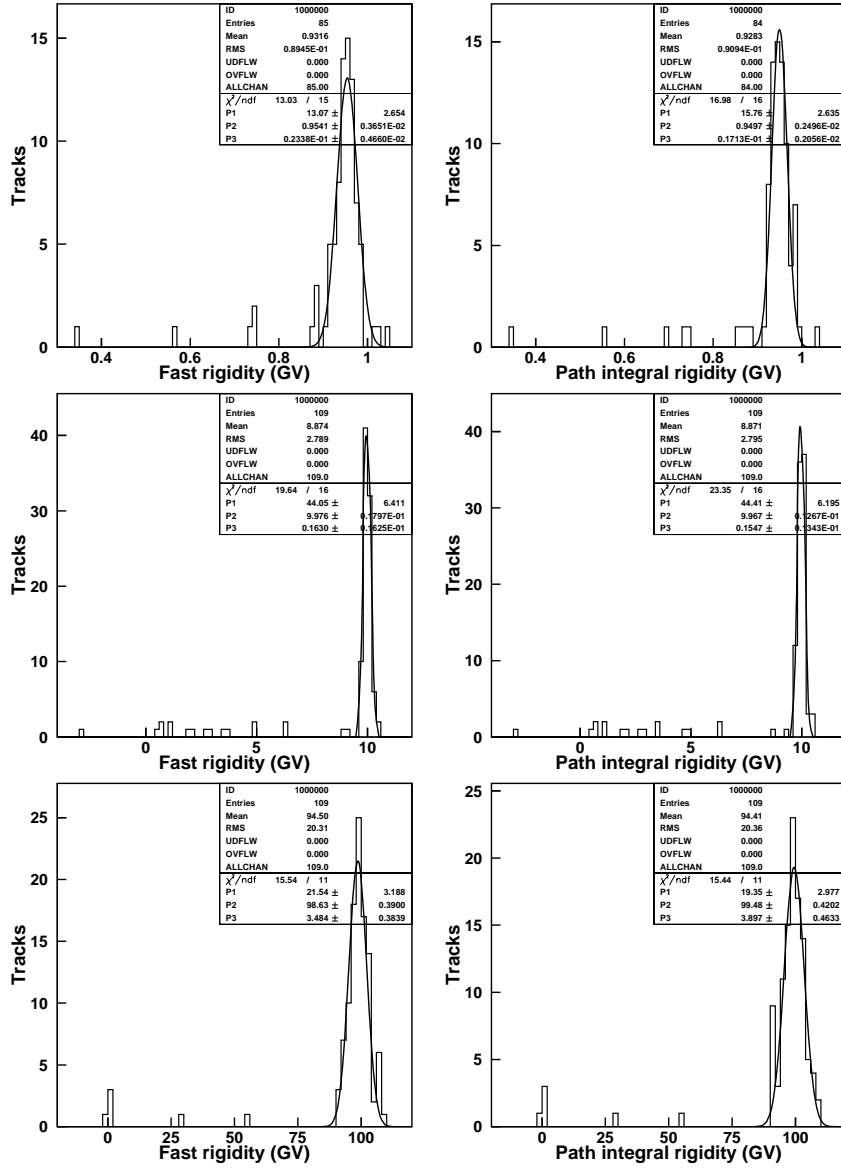 ID 1000000
Entries 85
Mean 0.9316
RMS 0.8945E-01
UDFLW 0.000
OVFLW 0.000
ALLCHAN 85.00
χ²/ndf 13.03 / 15
P1 13.07 ± 2.654
P2 0.9541 ± 0.3651E-02
P3 0.2338E-01 ± 0.4660E-02
Tracks
15
10
5
0
0.4 0.6 0.8 1
Fast rigidity (GV)
ID 1000000
Entries 84
Mean 0.9283
RMS 0.9094E-01
UDFLW 0.000
OVFLW 0.000
ALLCHAN 84.00
χ²/ndf 16.98 / 16
P1 15.76 ± 2.635
P2 0.9497 ± 0.2496E-02
P3 0.1713E-01 ± 0.2056E-02
Tracks
15
10
5
0
0.4 0.6 0.8 1
Path integral rigidity (GV)
ID 1000000
Entries 109
Mean 8.874
RMS 2.789
UDFLW 0.000
OVFLW 0.000
ALLCHAN 109.0
χ²/ndf 19.64 / 16
P1 44.05 ± 6.411
P2 9.976 ± 0.1797E-01
P3 0.1630 ± 0.1625E-01
Tracks
40
30
20
10
0
0 5 10
Fast rigidity (GV)
ID 1000000
Entries 109
Mean 8.871
RMS 2.795
UDFLW 0.000
OVFLW 0.000
ALLCHAN 109.0
χ²/ndf 23.35 / 16
P1 44.41 ± 6.195
P2 9.967 ± 0.1267E-01
P3 0.1547 ± 0.1343E-01
Tracks
40
30
20
10
0
0 5 10
Path integral rigidity (GV)
ID 1000000
Entries 109
Mean 94.50
RMS 20.31
UDFLW 0.000
OVFLW 0.000
ALLCHAN 109.0
χ²/ndf 15.54 / 11
P1 21.54 ± 3.188
P2 98.63 ± 0.3900
P3 3.484 ± 0.3839
Tracks
25
20
15
10
5
0
0 25 50 75 100
Fast rigidity (GV)
ID 1000000
Entries 109
Mean 94.41
RMS 20.36
UDFLW 0.000
OVFLW 0.000
ALLCHAN 109.0
χ²/ndf 15.44 / 11
P1 19.35 ± 2.977
P2 99.48 ± 0.4202
P3 3.897 ± 0.4633
Tracks
25
20
15
10
5
0
0 25 50 75 100
Path integral rigidity (GV)